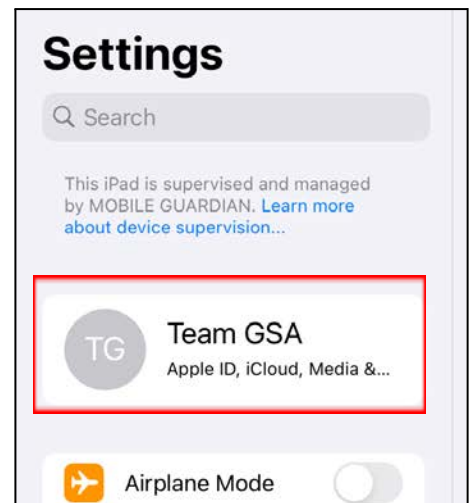 Settings
Search
This iPad is supervised and managed
by MOBILE GUARDIAN. Learn more
about device supervision...
TG
Team GSA
Apple ID, iCloud, Media &...
Airplane Mode